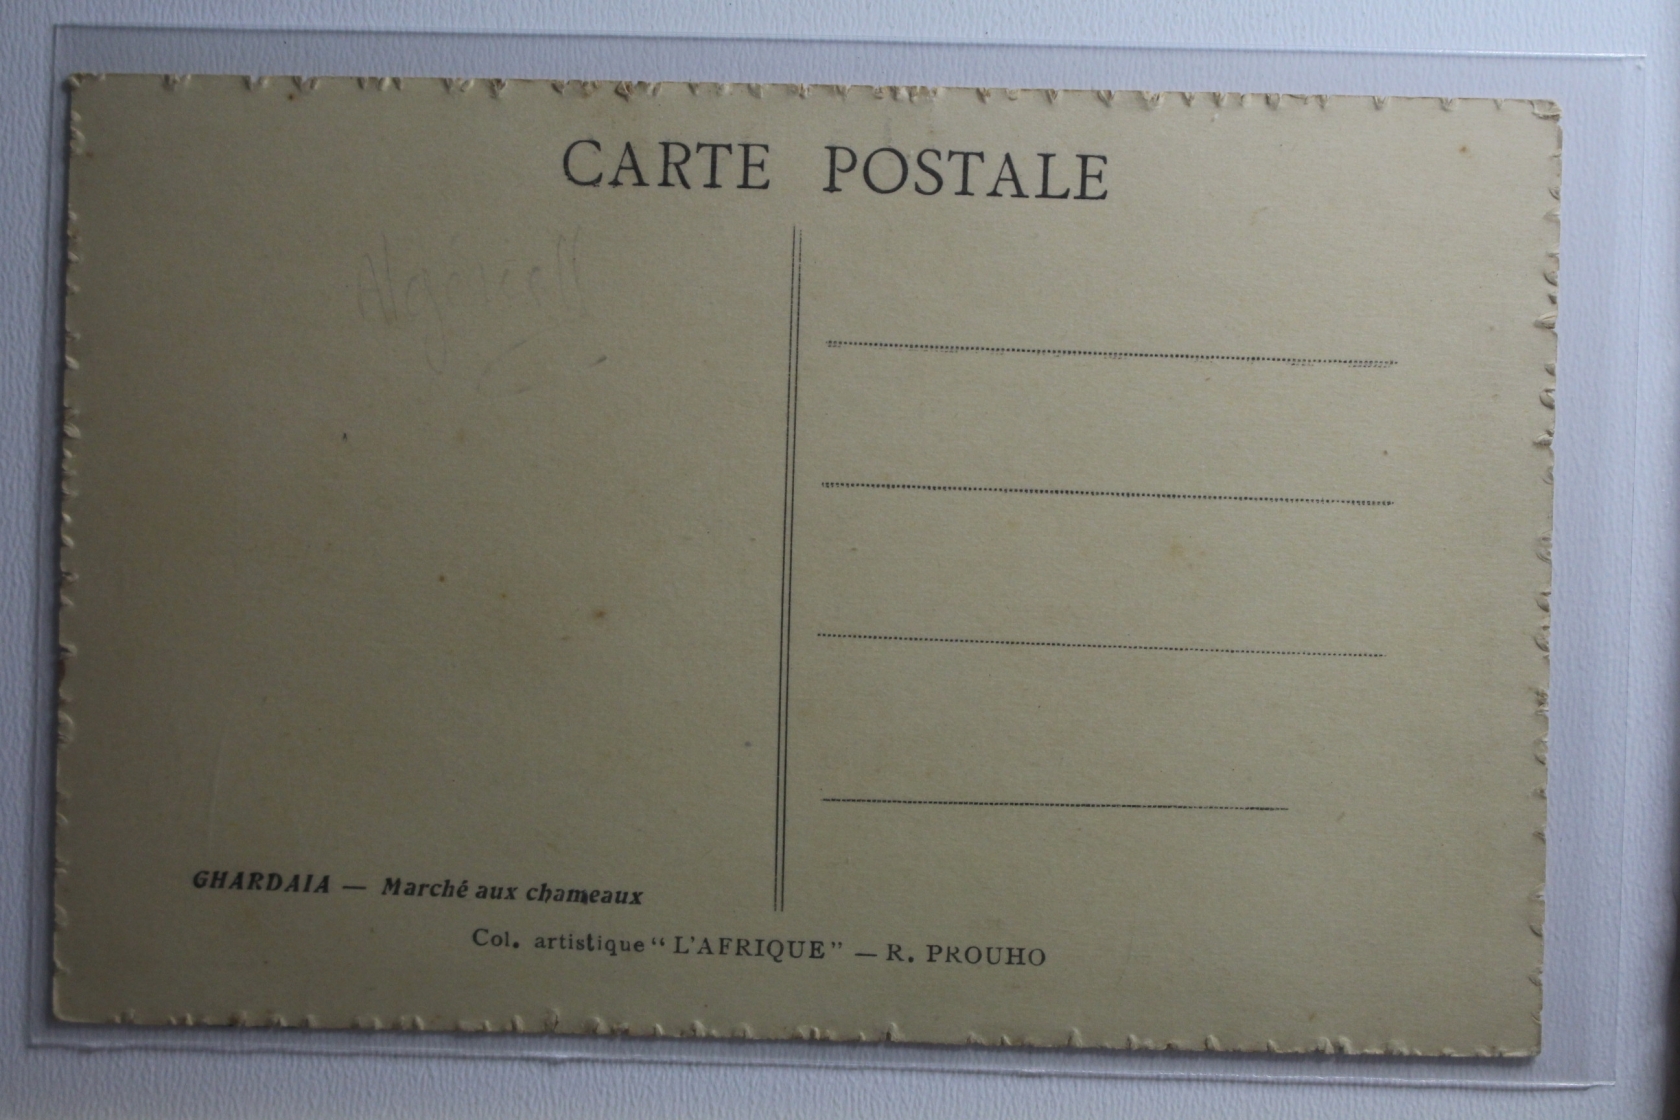 CARTE POSTALE
GHARDAIA — Marché aux chameaux
Col. artistique “ L'AFRIQUE ” — R. PROUHO